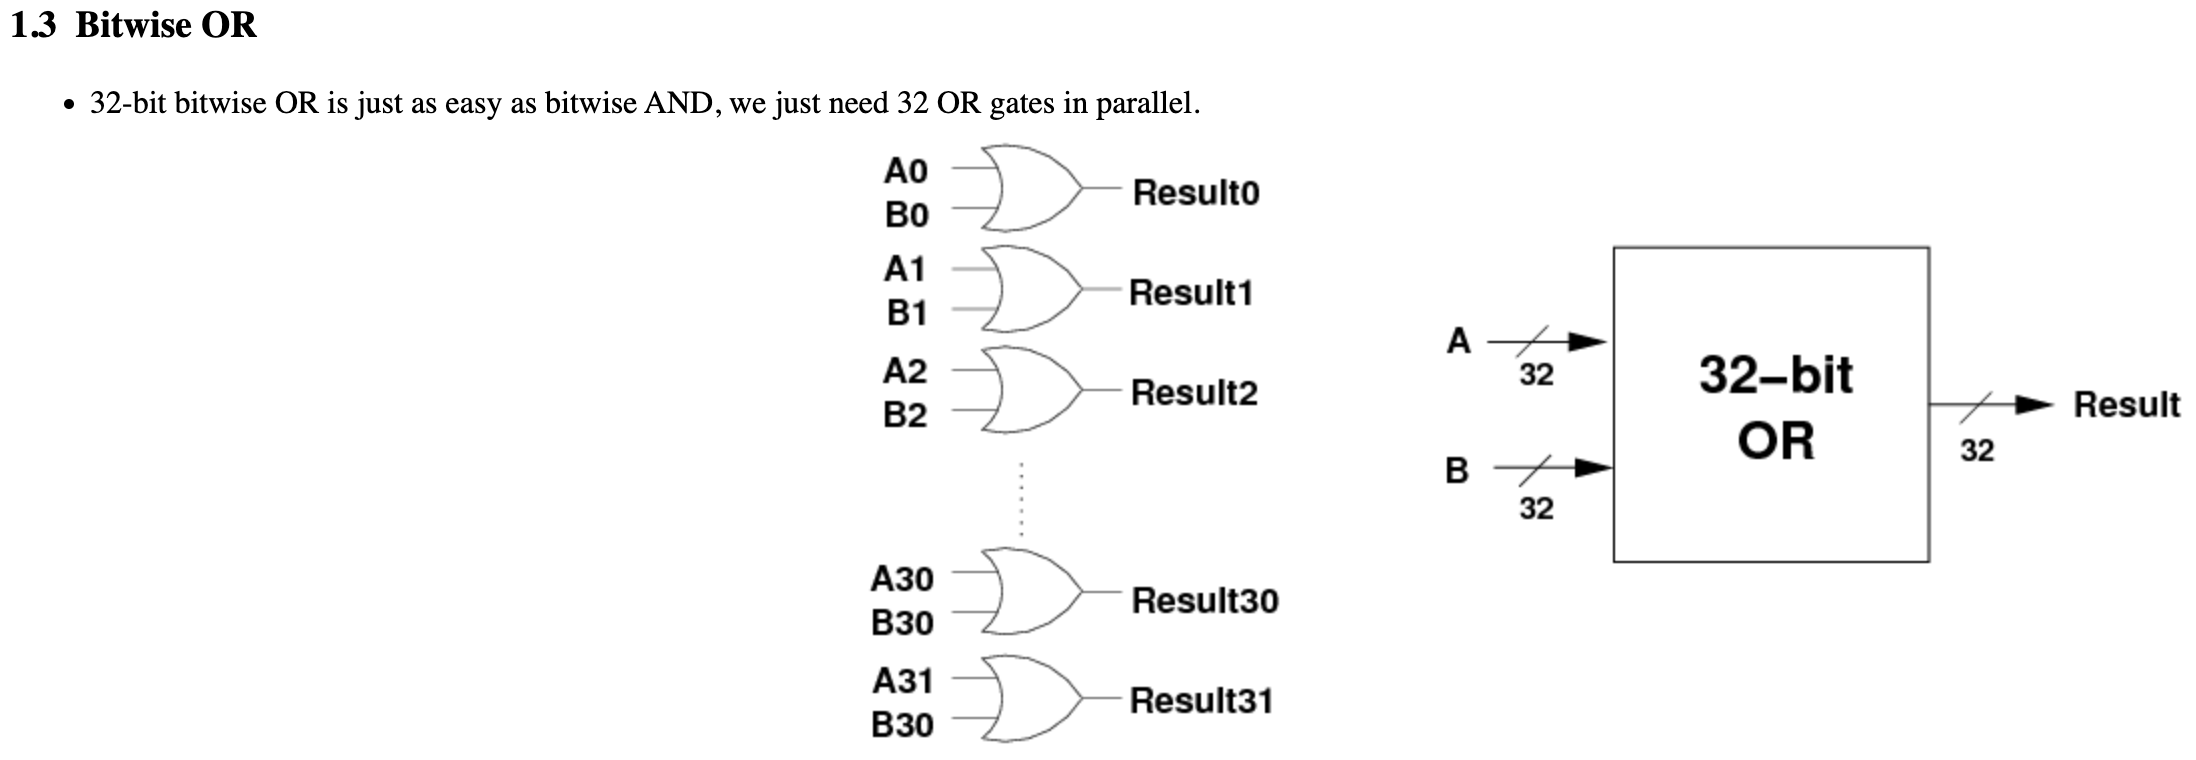 1.3 Bitwise OR
• 32-bit bitwise OR is just as easy as bitwise AND, we just need 32 OR gates in parallel.
A0
B0
Result0
A1
B1
Result1
A2
B2
Result2
A30
B30
Result30
A31
B30
Result31
A
32
B
32
32-bit
OR
32
Result